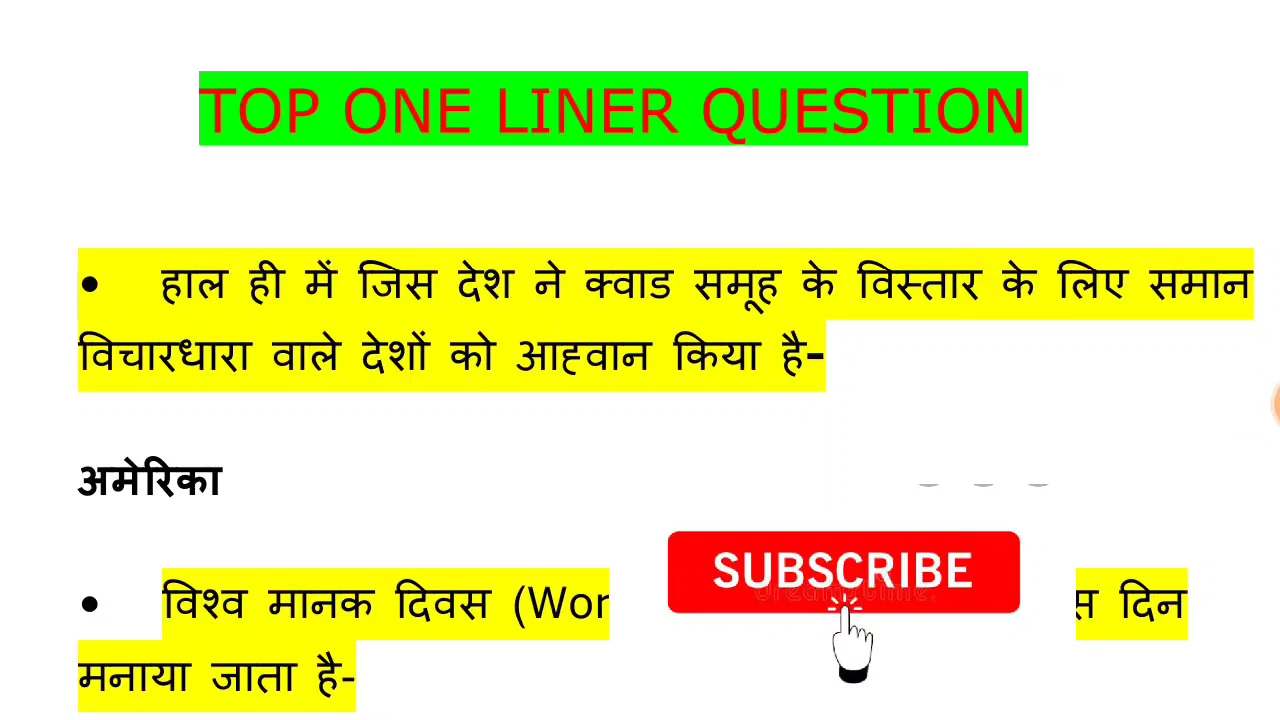 TOP ONE LINER QUESTION
• हाल ही में जिस देश ने क्वाड समूह के विस्तार के लिए समान
विचारधारा वाले देशों को आह्वान किया है-
अमेरिका
SUBSCRIBE
• विश्व मानक दिवस (Wor स दिन
मनाया जाता है-